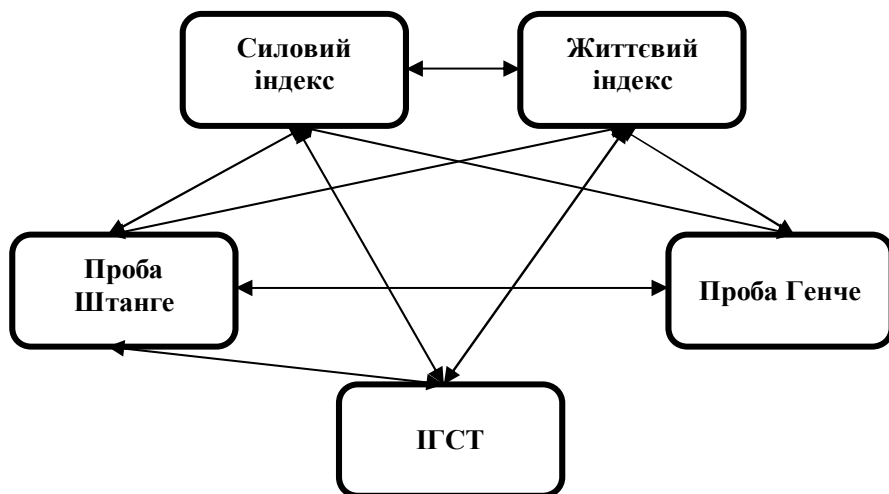 Силовий
індекс
Життєвий
індекс
Проба
Штанге
Проба Генче
ІГСТ